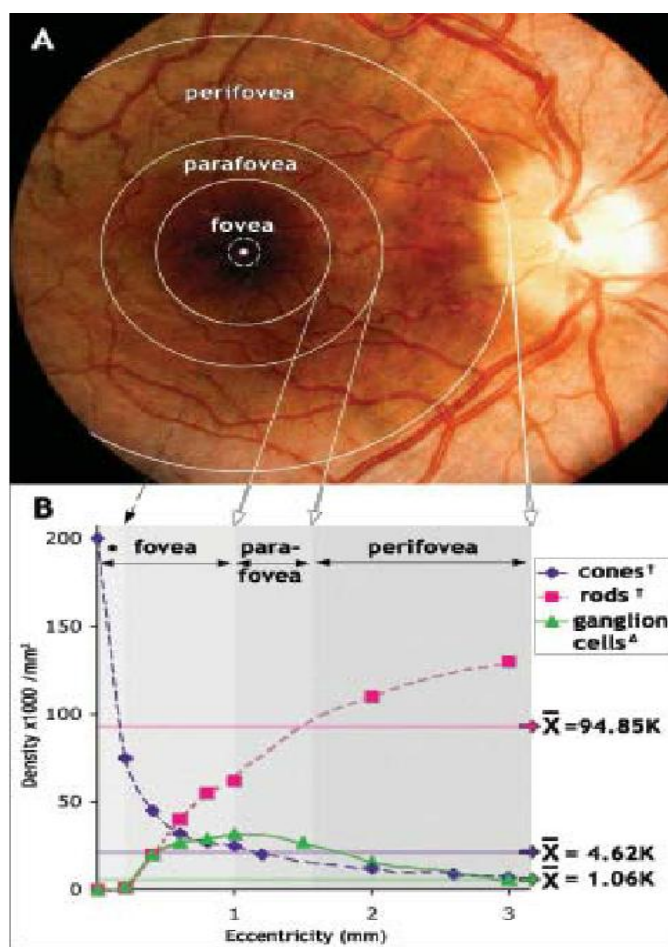 A
perifovea
parafovea
fovea
B
200
150
100
50
0
Density x1000 /mm²
* fovea
para-
fovea
perifovea
cones†
rods †
ganglion
cells∆
X̄ =94.85K
X̄ = 4.62K
X̄ =1.06K
1 2 3
Eccentricity (mm)